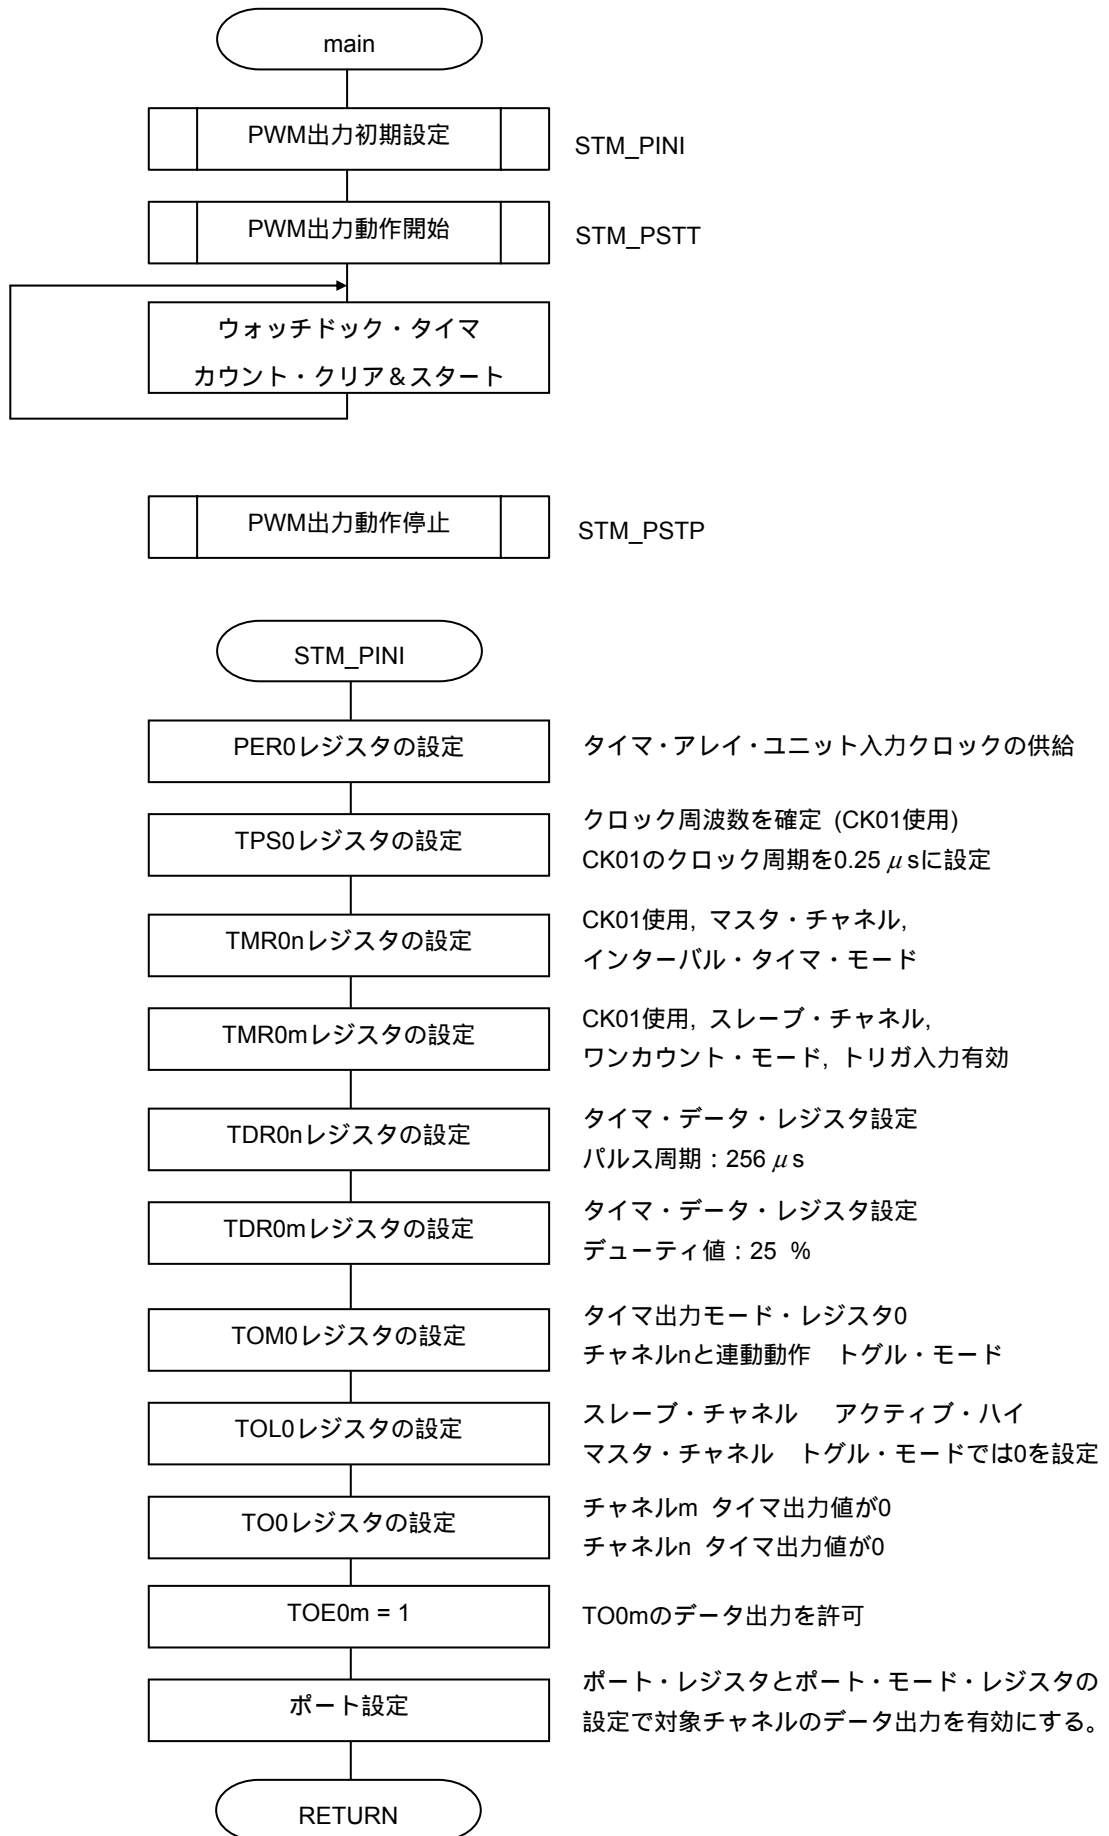 main
PWM出力初期設定
STM_PINI
PWM出力動作開始
STM_PSTT
ウォッチドック・タイマ
カウント・クリア＆スタート
PWM出力動作停止
STM_PSTP
STM_PINI
PER0レジスタの設定
タイマ・アレイ・ユニット入力クロックの供給
TPS0レジスタの設定
クロック周波数を確定 (CK01使用)
CK01のクロック周期を0.25 μsに設定
TMR0nレジスタの設定
CK01使用, マスタ・チャネル,
インターバル・タイマ・モード
TMR0mレジスタの設定
CK01使用, スレーブ・チャネル,
ワンカウント・モード, トリガ入力有効
TDR0nレジスタの設定
タイマ・データ・レジスタ設定
パルス周期：256 μs
TDR0mレジスタの設定
タイマ・データ・レジスタ設定
デューティ値：25 %
TOM0レジスタの設定
タイマ出力モード・レジスタ0
チャネルnと連動動作　トグル・モード
TOL0レジスタの設定
スレーブ・チャネル　アクティブ・ハイ
マスタ・チャネル　トグル・モードでは0を設定
TO0レジスタの設定
チャネルm タイマ出力値が0
チャネルn タイマ出力値が0
TOE0m = 1
TO0mのデータ出力を許可
ポート設定
ポート・レジスタとポート・モード・レジスタの
設定で対象チャネルのデータ出力を有効にする。
RETURN